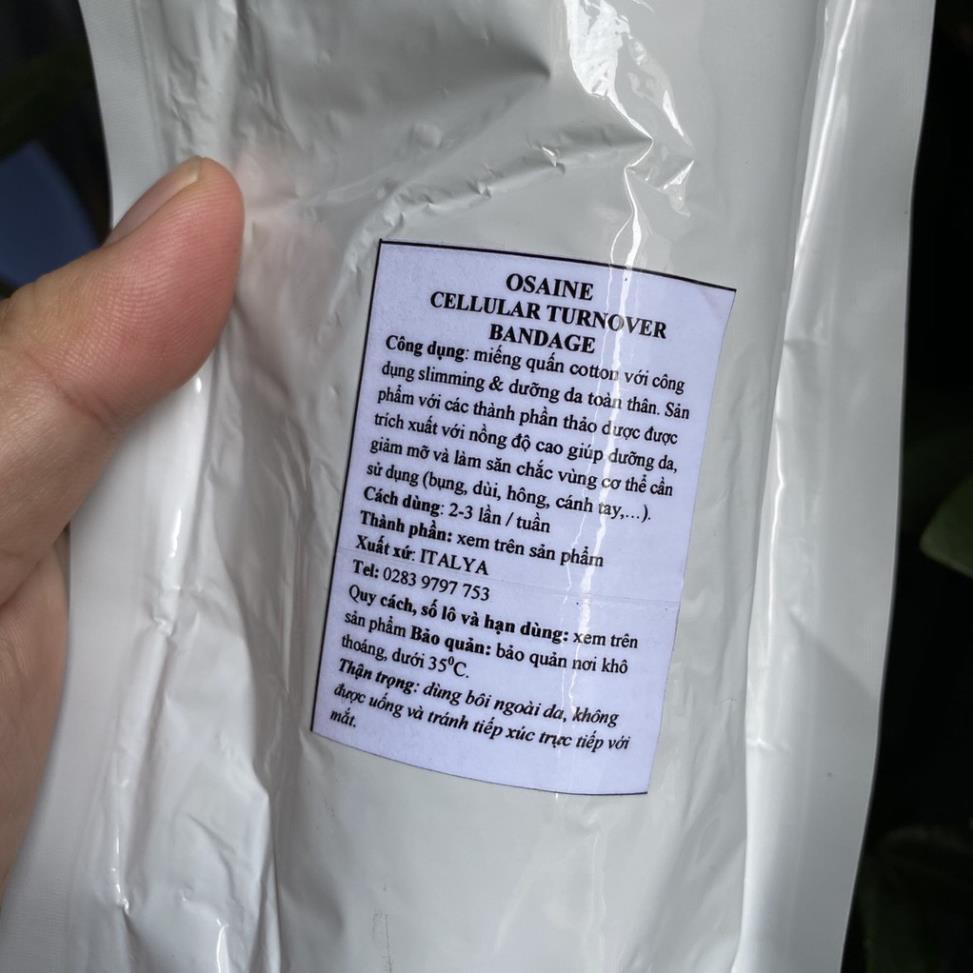 OSAINE
CELLULAR TURNOVER
BANDAGE
Công dụng: miếng quấn cotton với công
dụng slimming & dưỡng da toàn thân. Sản
phẩm với các thành phần thảo dược được
trích xuất với nồng độ cao giúp dưỡng da,
giảm mỡ và làm săn chắc vùng cơ thể cần
sử dụng (bụng, dùi, hông, cánh tay,...).
Cách dùng: 2-3 lần / tuần
Thành phần: xem trên sản phẩm
Xuất xứ: ITALYA
Tel: 0283 9797 753
Quy cách, số lô và hạn dùng: xem trên
sản phẩm Bảo quản: bảo quản nơi khô
thoáng, dưới 35⁰C.
Thận trọng: dùng bôi ngoài da, không
được uống và tránh tiếp xúc trực tiếp với
mắt.